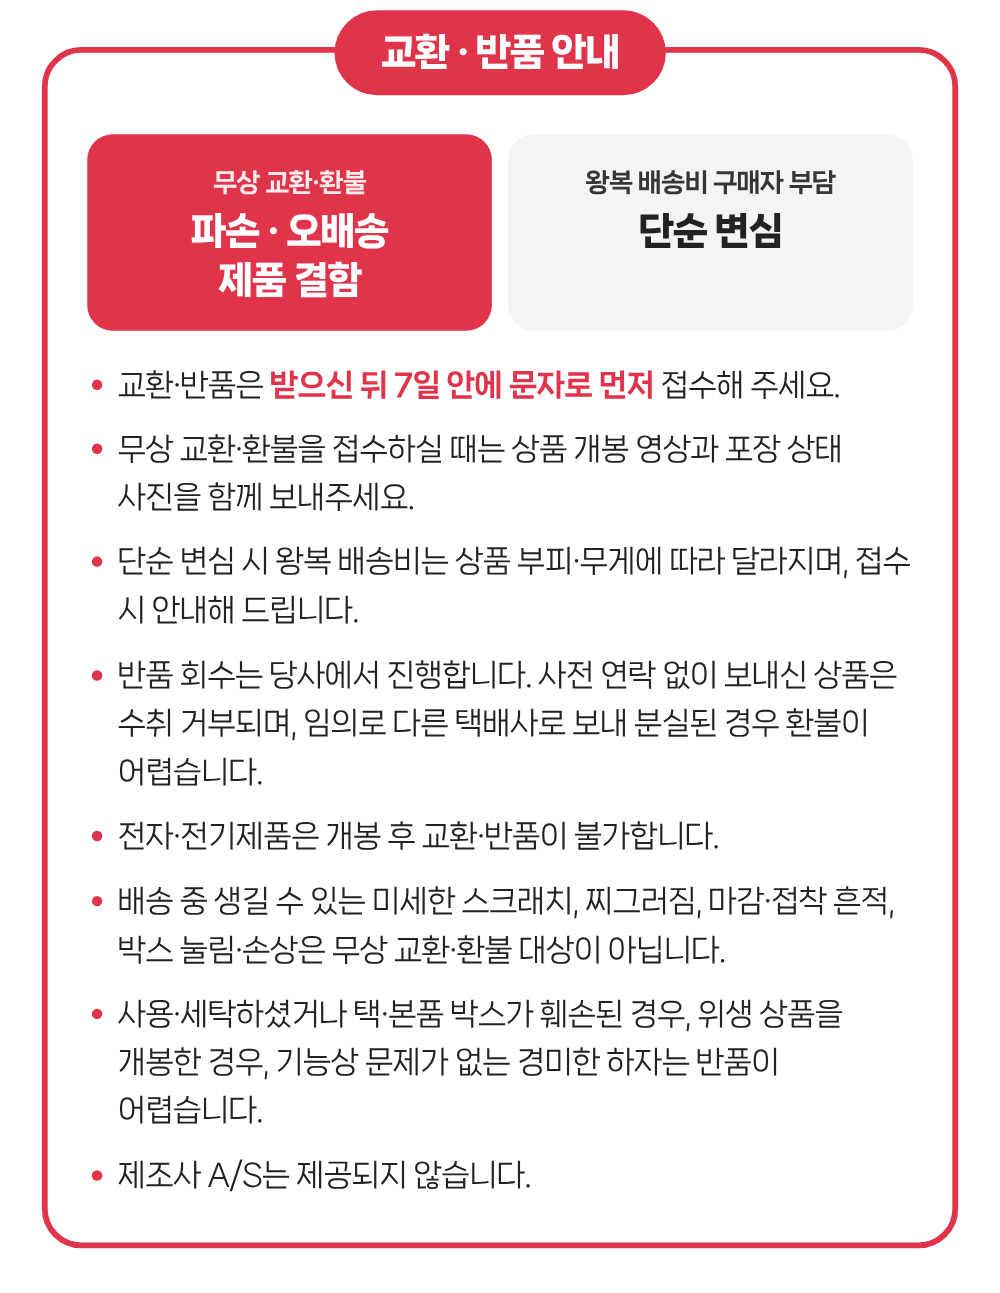 교환 · 반품 안내
무상 교환·환불
파손 · 오배송
제품 결함
왕복 배송비 구매자 부담
단순 변심
• 교환·반품은 받으신 뒤 7일 안에 문자로 먼저 접수해 주세요.
• 무상 교환·환불을 접수하실 때는 상품 개봉 영상과 포장 상태
사진을 함께 보내주세요.
• 단순 변심 시 왕복 배송비는 상품 부피·무게에 따라 달라지며, 접수
시 안내해 드립니다.
• 반품 회수는 당사에서 진행합니다. 사전 연락 없이 보내신 상품은
수취 거부되며, 임의로 다른 택배사로 보내 분실된 경우 환불이
어렵습니다.
• 전자·전기제품은 개봉 후 교환·반품이 불가합니다.
• 배송 중 생길 수 있는 미세한 스크래치, 찌그러짐, 마감·접착 흔적,
박스 눌림·손상은 무상 교환·환불 대상이 아닙니다.
• 사용·세탁하셨거나 택·본품 박스가 훼손된 경우, 위생 상품을
개봉한 경우, 기능상 문제가 없는 경미한 하자는 반품이
어렵습니다.
• 제조사 A/S는 제공되지 않습니다.